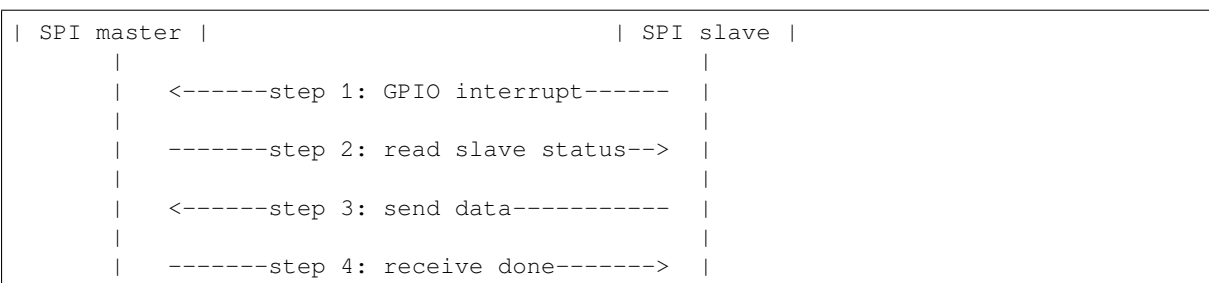 | SPI master |                                  | SPI slave |
       |                                                |
       |   <------step 1: GPIO interrupt------  |
       |                                                |
       |   -------step 2: read slave status-->  |
       |                                                |
       |   <------step 3: send data-----------  |
       |                                                |
       |   -------step 4: receive done------->  |